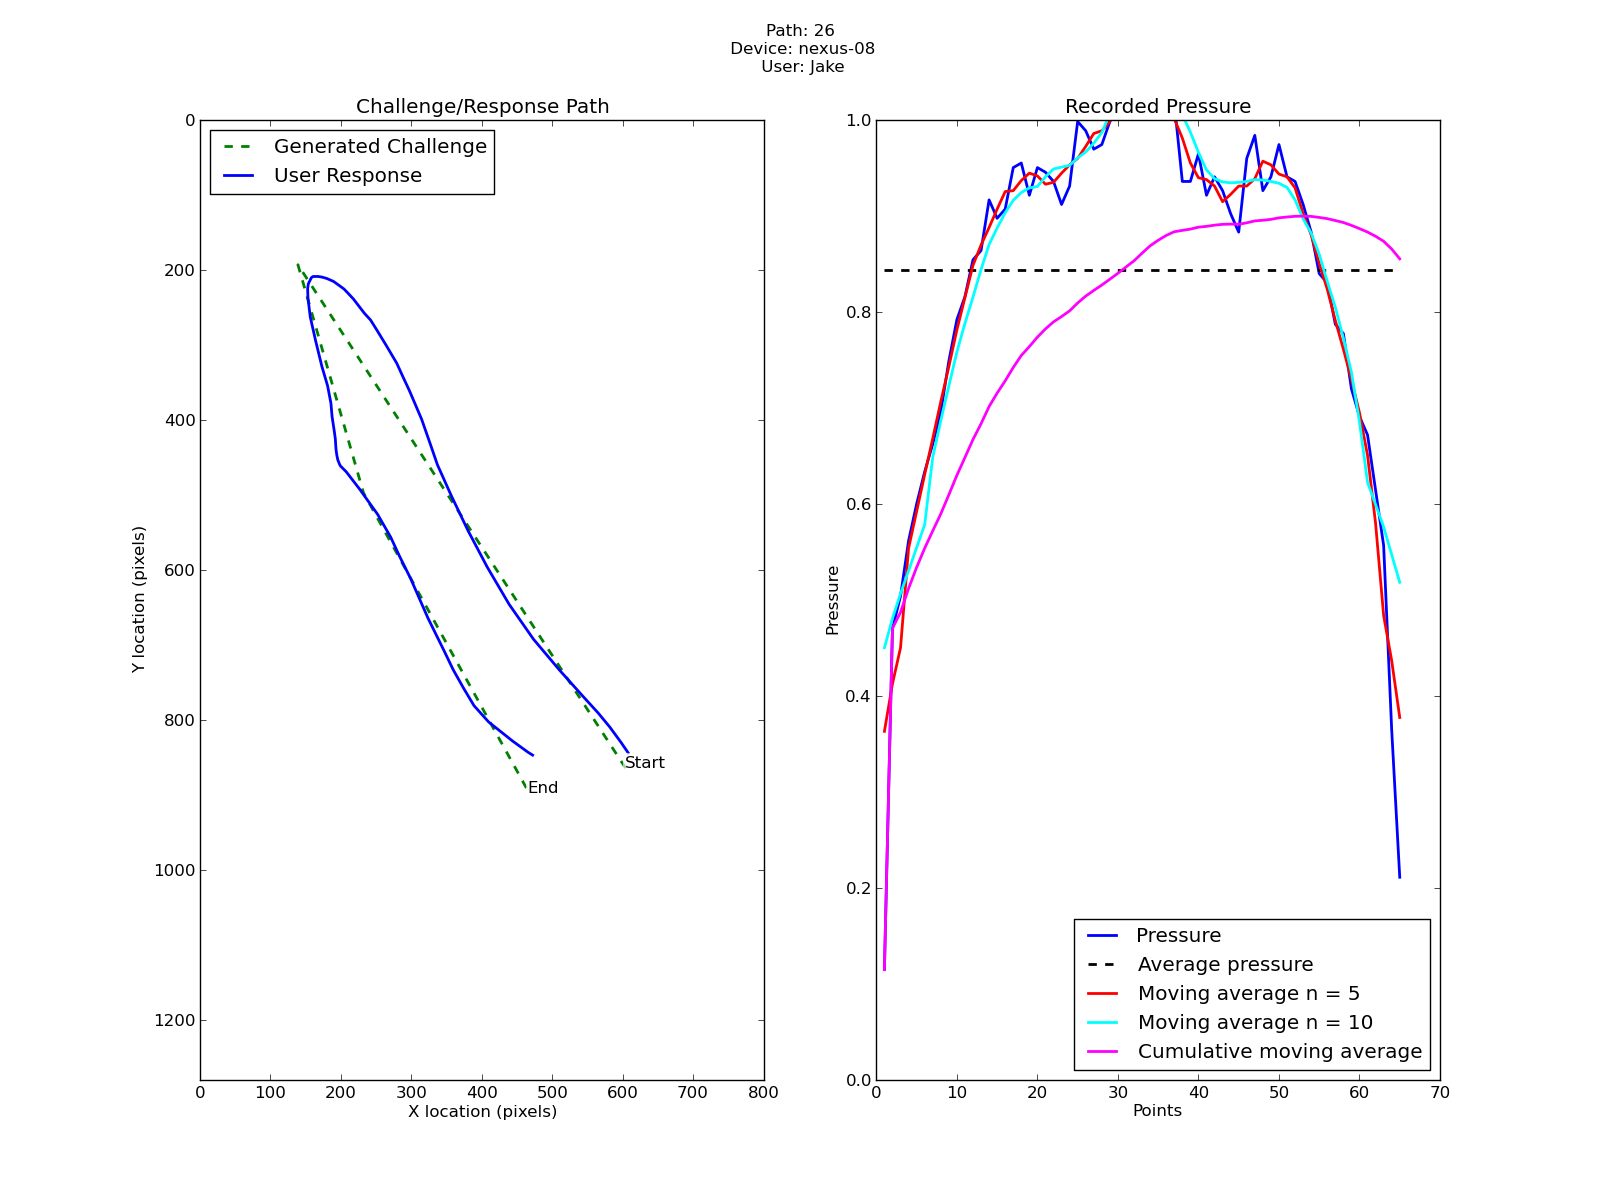 Path: 26
Device: nexus-08
User: Jake
Challenge/Response Path
Generated Challenge
User Response
0
200
400
600
800
1000
1200
Y location (pixels)
Start
End
0 100 200 300 400 500 600 700 800
X location (pixels)
Recorded Pressure
1.0
0.8
0.6
0.4
0.2
0.0
Pressure
Pressure
Average pressure
Moving average n = 5
Moving average n = 10
Cumulative moving average
0 10 20 30 40 50 60 70
Points